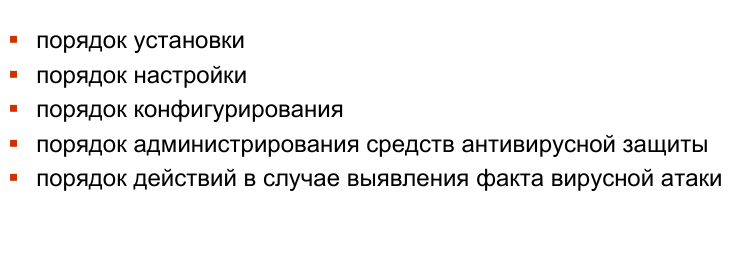 ▪ порядок установки
▪ порядок настройки
▪ порядок конфигурирования
▪ порядок администрирования средств антивирусной защиты
▪ порядок действий в случае выявления факта вирусной атаки